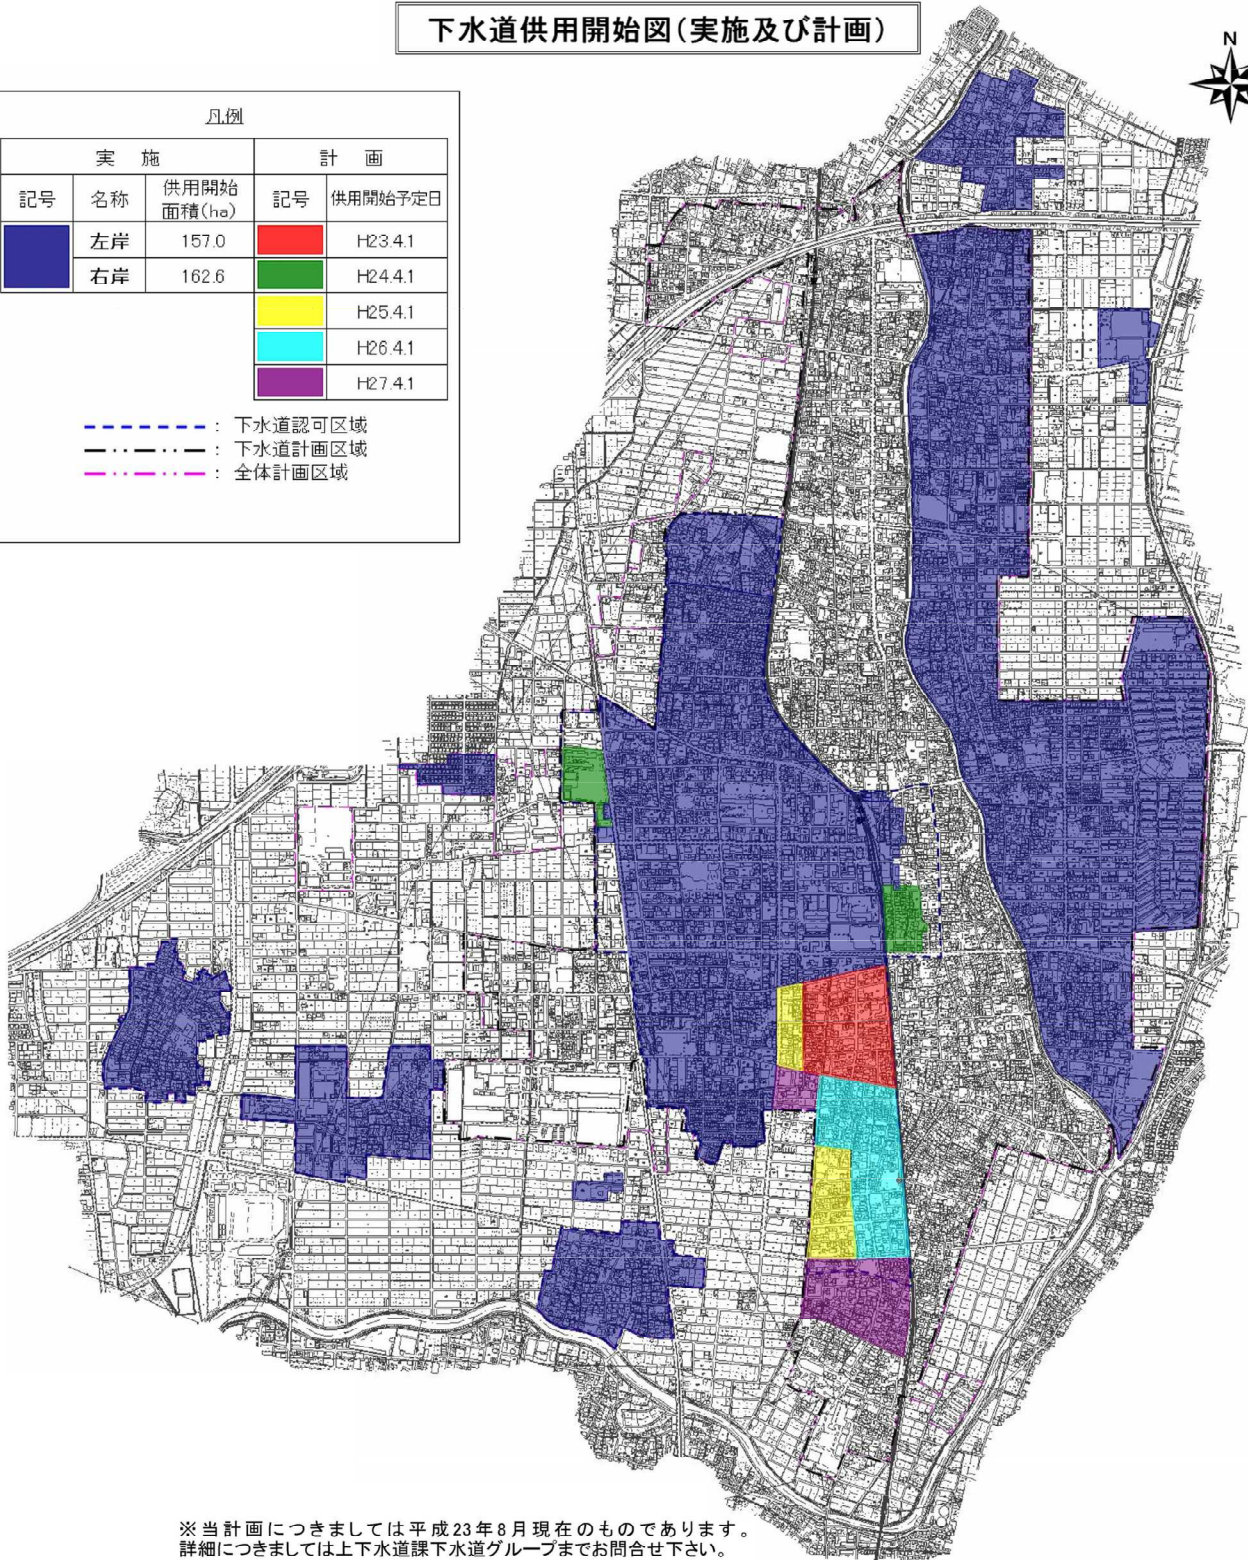 下水道供用開始図(実施及び計画)
N
凡例
実 施 計 画
記号 名称 供用開始面積(ha) 記号 供用開始予定日
左岸 157.0 H23.4.1
右岸 162.6 H24.4.1
H25.4.1
H26.4.1
H27.4.1
: 下水道認可区域
: 下水道計画区域
: 全体計画区域
※当計画につきましては平成23年8月現在のものであります。
詳細につきましては上下水道課下水道グループまでお問合せ下さい。